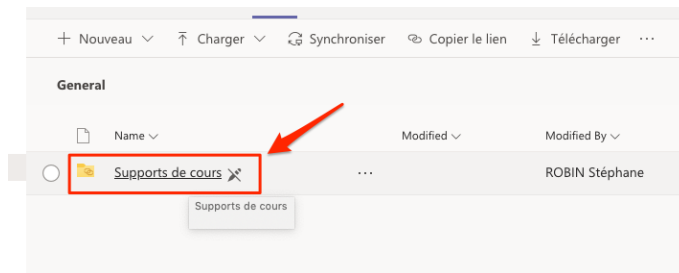 Nouveau Charger Synchroniser Copier le lien Télécharger ...
General
Name Modified Modified By
Supports de cours ... ROBIN Stéphane
Supports de cours